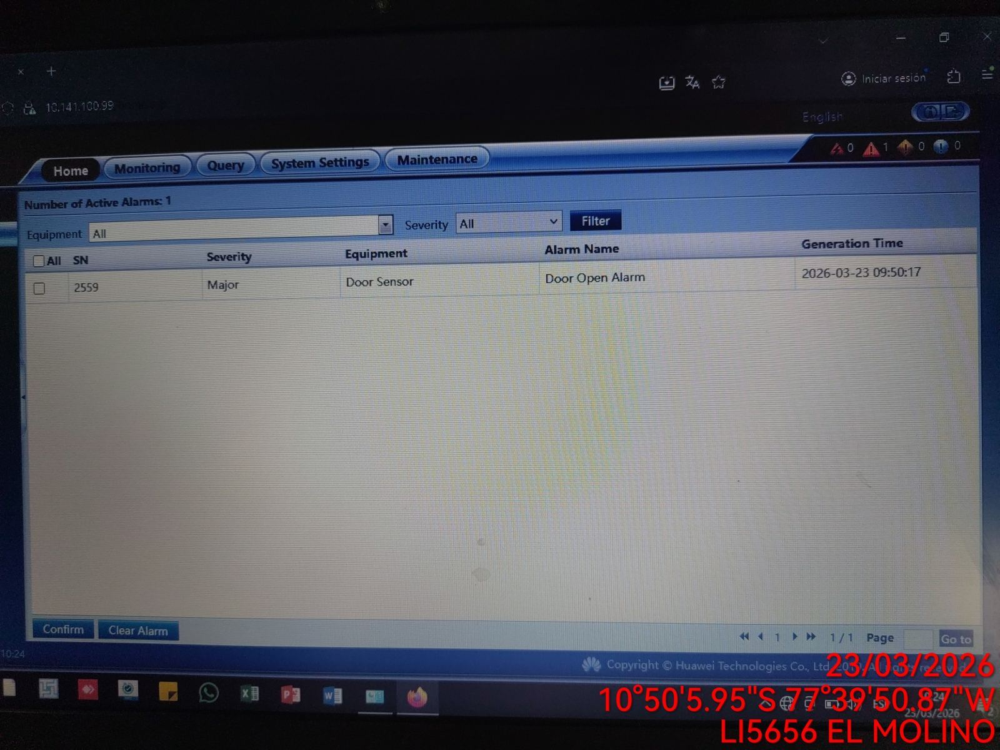 Iniciar sesión
10.141.100.99
English
0 1 0 0
Home Monitoring Query System Settings Maintenance
Number of Active Alarms: 1
Equipment All Severity All Filter
All SN Severity Equipment Alarm Name Generation Time
2559 Major Door Sensor Door Open Alarm 2026-03-23 09:50:17
Confirm Clear Alarm
1 1 / 1 Page Go to
10:24
Copyright © Huawei Technologies Co., Ltd.
23/03/2026
10°50'5.95"S 77°39'50.87"W
23/03/2026
LI5656 EL MOLINO